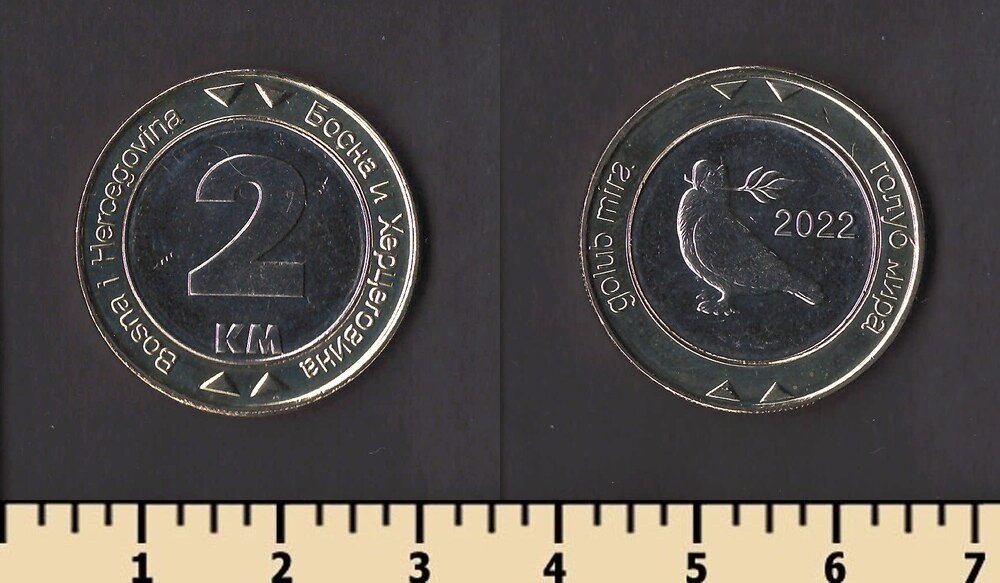 Bosna i Hercegovina
Босна и Херцеговина
2
KM
golub mira
голуб мира
2022
1 2 3 4 5 6 7